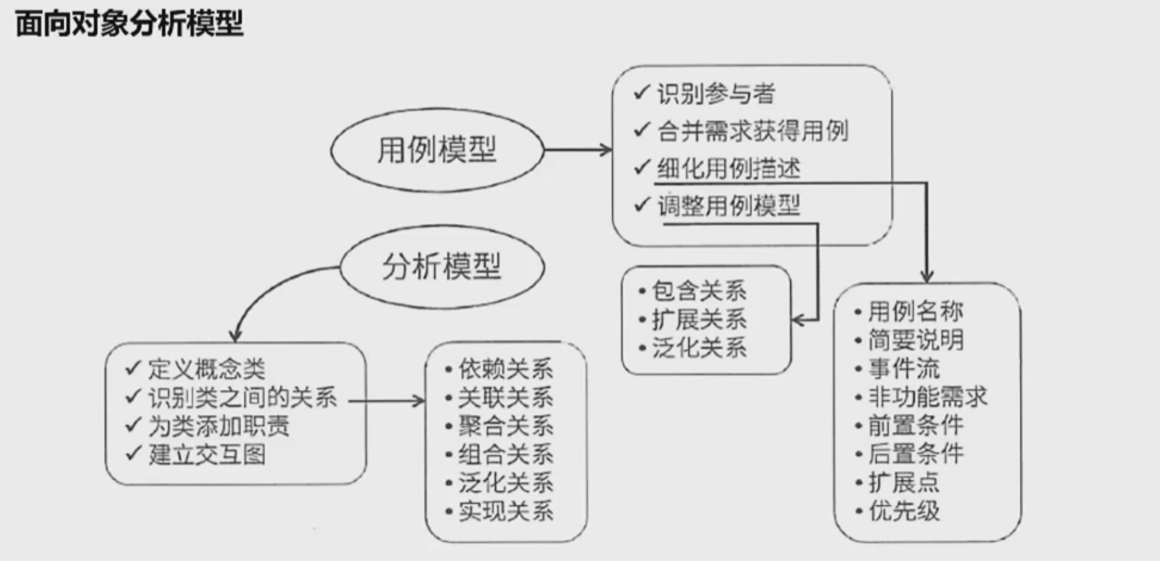 面向对象分析模型
用例模型
✓ 识别参与者
✓ 合并需求获得用例
✓ 细化用例描述
✓ 调整用例模型
分析模型
• 包含关系
• 扩展关系
• 泛化关系
• 用例名称
• 简要说明
• 事件流
• 非功能需求
• 前置条件
• 后置条件
• 扩展点
• 优先级
✓ 定义概念类
✓ 识别类之间的关系
✓ 为类添加职责
✓ 建立交互图
• 依赖关系
• 关联关系
• 聚合关系
• 组合关系
• 泛化关系
• 实现关系